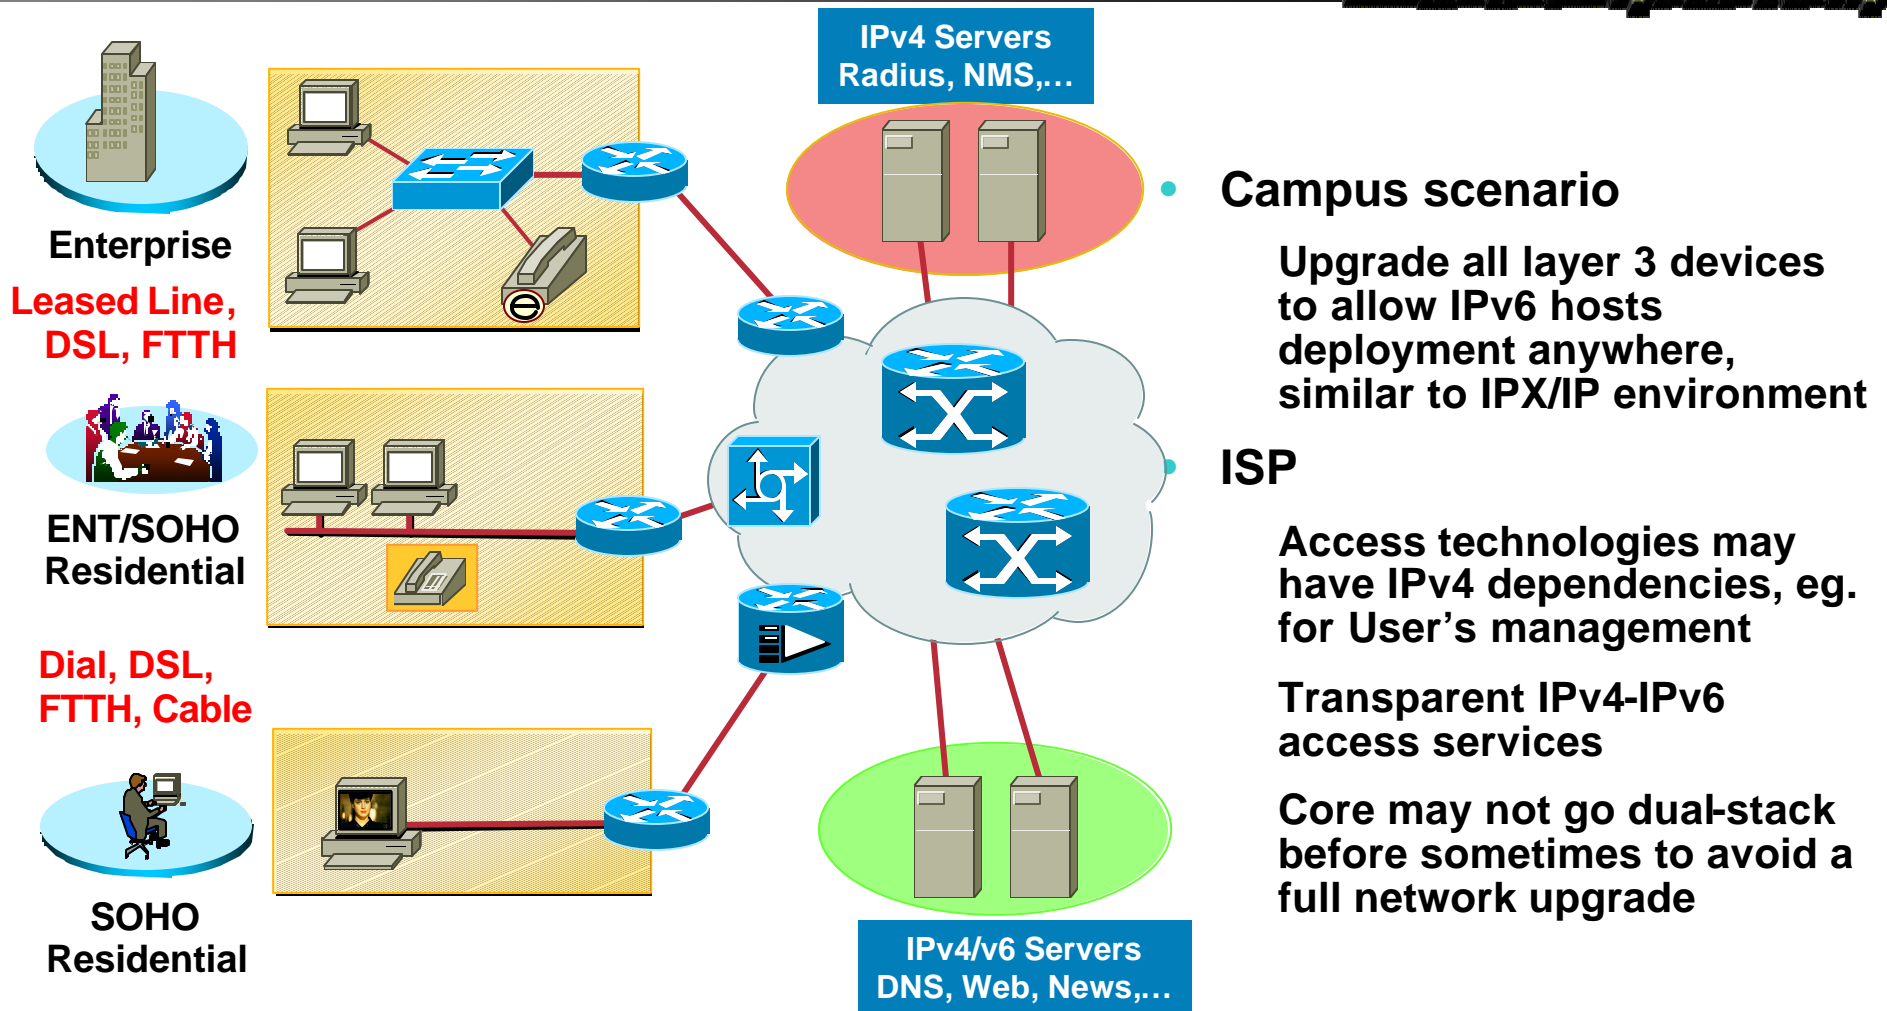 IPv4 Servers
Radius, NMS,...
Enterprise
Leased Line,
DSL, FTTH
ENT/SOHO
Residential
Dial, DSL,
FTTH, Cable
SOHO
Residential
IPv4/v6 Servers
DNS, Web, News,...
• Campus scenario
Upgrade all layer 3 devices
to allow IPv6 hosts
deployment anywhere,
similar to IPX/IP environment
• ISP
Access technologies may
have IPv4 dependencies, eg.
for User's management
Transparent IPv4-IPv6
access services
Core may not go dual-stack
before sometimes to avoid a
full network upgrade